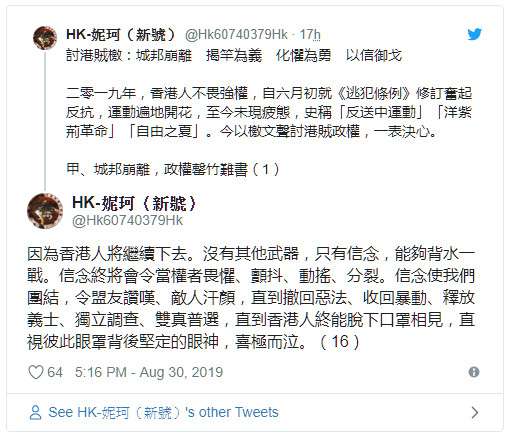 HK-妮珂（新號） @Hk60740379Hk · 17h
討港賊檄：城邦崩離　揭竿為義　化懼為勇　以信御戈
二零一九年，香港人不畏強權，自六月初就《逃犯條例》修訂奮起
反抗，運動遍地開花，至今未現疲態，史稱「反送中運動」「洋紫
荊革命」「自由之夏」。今以檄文聲討港賊政權，一表決心。
甲、城邦崩離，政權罄竹難書（1）
HK-妮珂（新號）
@Hk60740379Hk
因為香港人將繼續下去。沒有其他武器，只有信念，能夠背水一
戰。信念終將會令當權者畏懼、顫抖、動搖、分裂。信念使我們
團結，令盟友讚嘆、敵人汗顏，直到撤回惡法、收回暴動、釋放
義士、獨立調查、雙真普選，直到香港人終能脫下口罩相見，直
視彼此眼罩背後堅定的眼神，喜極而泣。（16）
64 5:16 PM - Aug 30, 2019
See HK-妮珂（新號）'s other Tweets